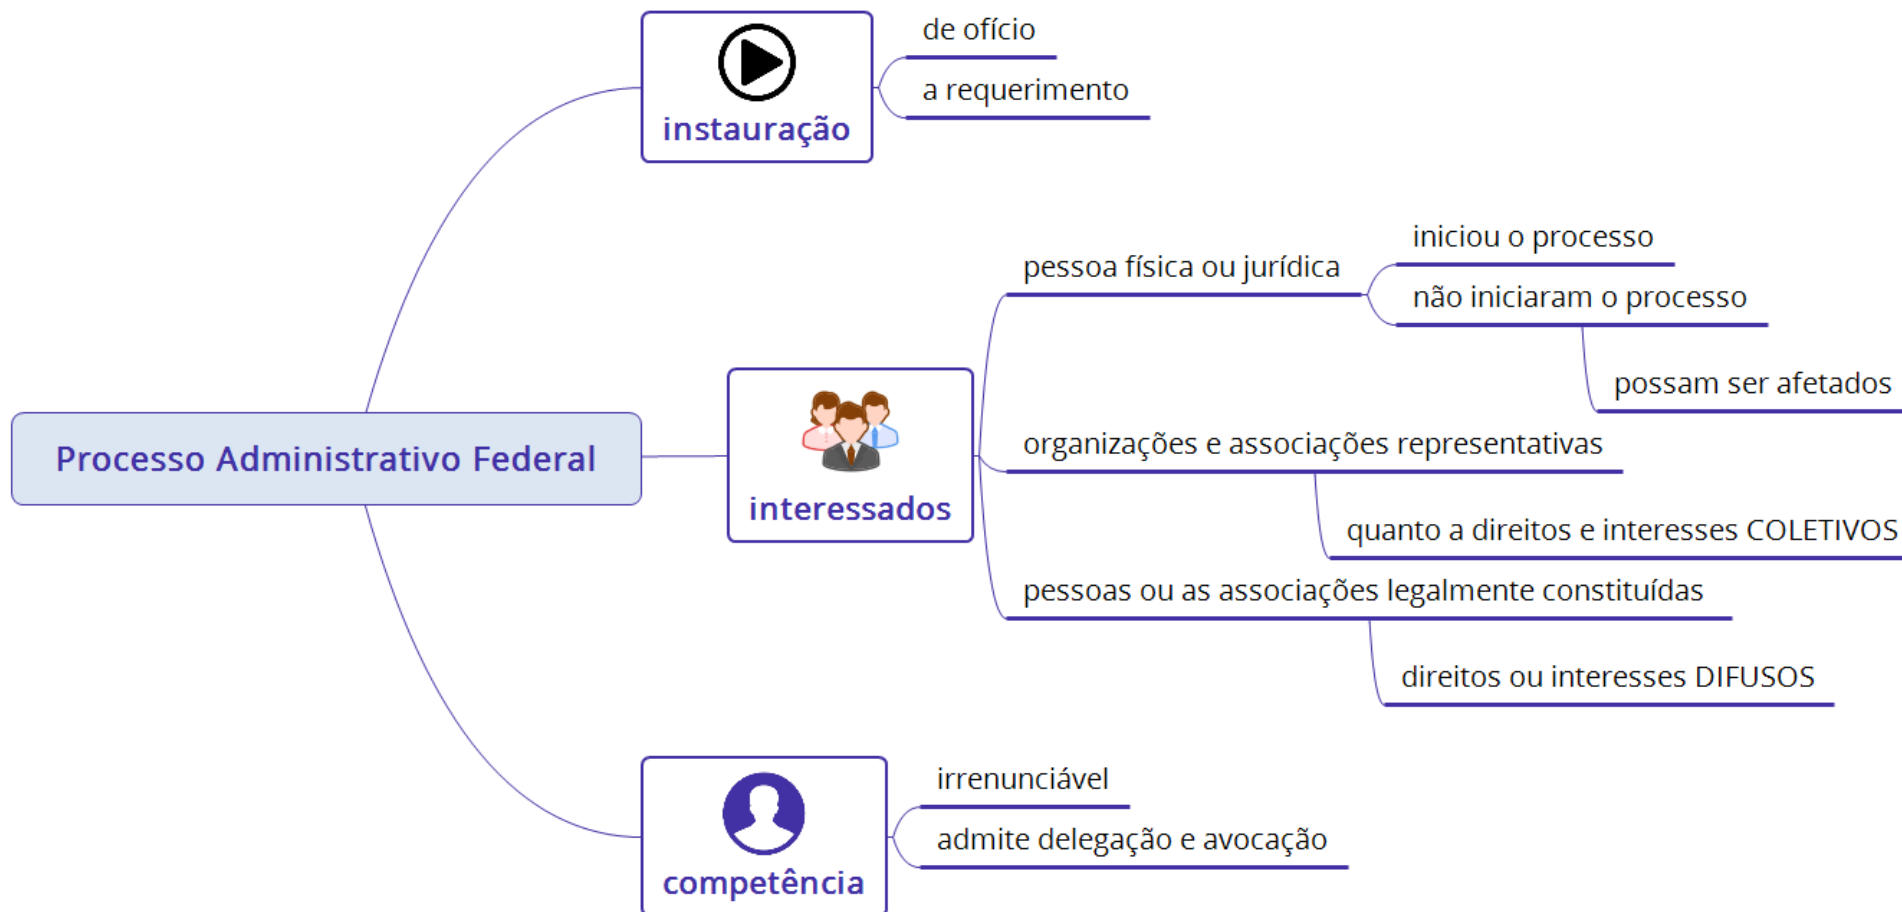 de ofício
a requerimento
instauração
iniciou o processo
pessoa física ou jurídica
não iniciaram o processo
possam ser afetados
organizações e associações representativas
Processo Administrativo Federal
interessados
quanto a direitos e interesses COLETIVOS
pessoas ou as associações legalmente constituídas
direitos ou interesses DIFUSOS
irrenunciável
admite delegação e avocação
competência